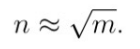 n ≈ √m.